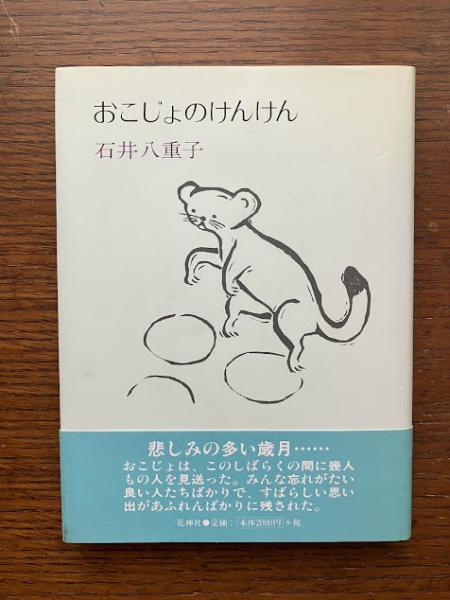 おこじょのけんけん
石井八重子
悲しみの多い歳月……
おこじょは、このしばらくの間に幾人
もの人を見送った。みんな忘れがたい
良い人たちばかりで、すばらしい思い
出があふれんばかりに残された。
花神社●定価：本体2000円＋税